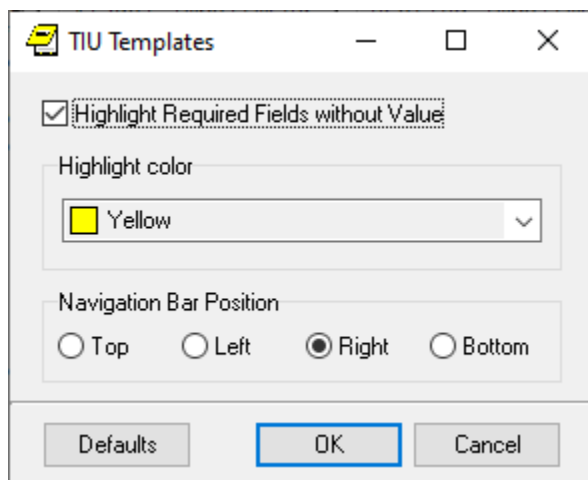 TIU Templates
Highlight Required Fields without Value
Highlight color
Yellow
Navigation Bar Position
Top Left Right Bottom
Defaults OK Cancel